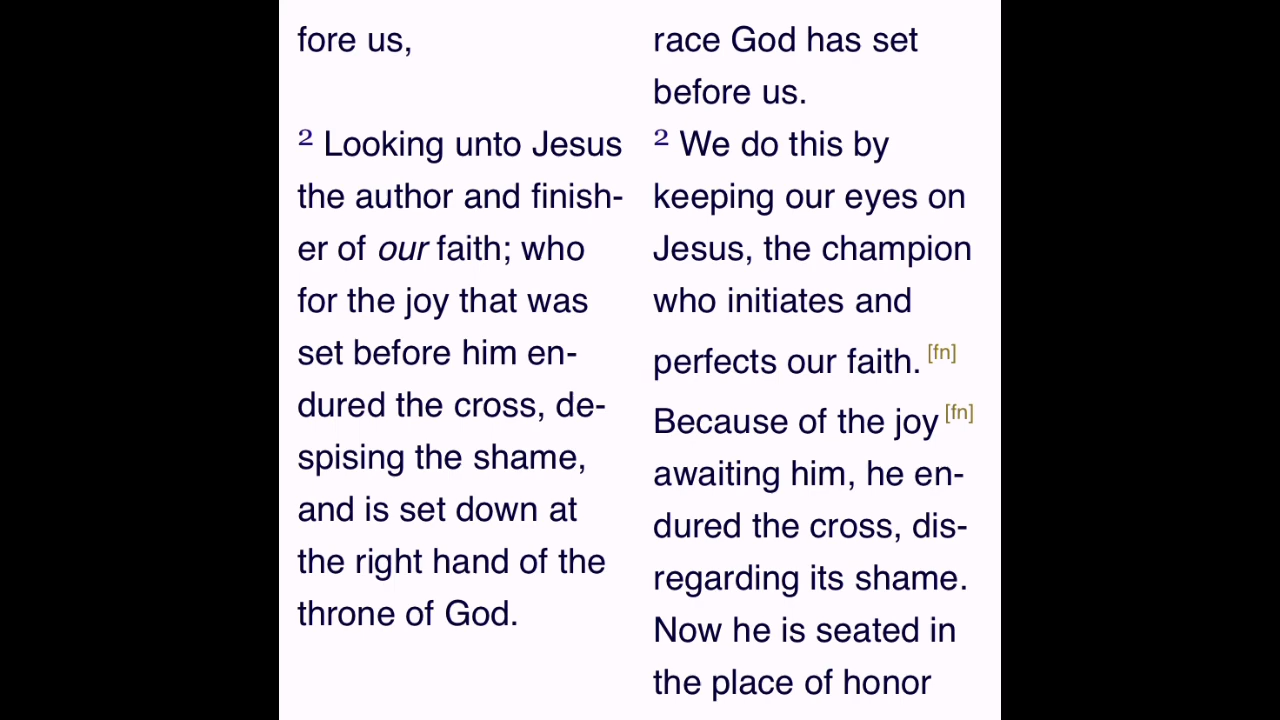 fore us,
2 Looking unto Jesus
the author and finish-
er of our faith; who
for the joy that was
set before him en-
dured the cross, de-
spising the shame,
and is set down at
the right hand of the
throne of God.
race God has set
before us.
2 We do this by
keeping our eyes on
Jesus, the champion
who initiates and
perfects our faith. [fn]
Because of the joy [fn]
awaiting him, he en-
dured the cross, dis-
regarding its shame.
Now he is seated in
the place of honor